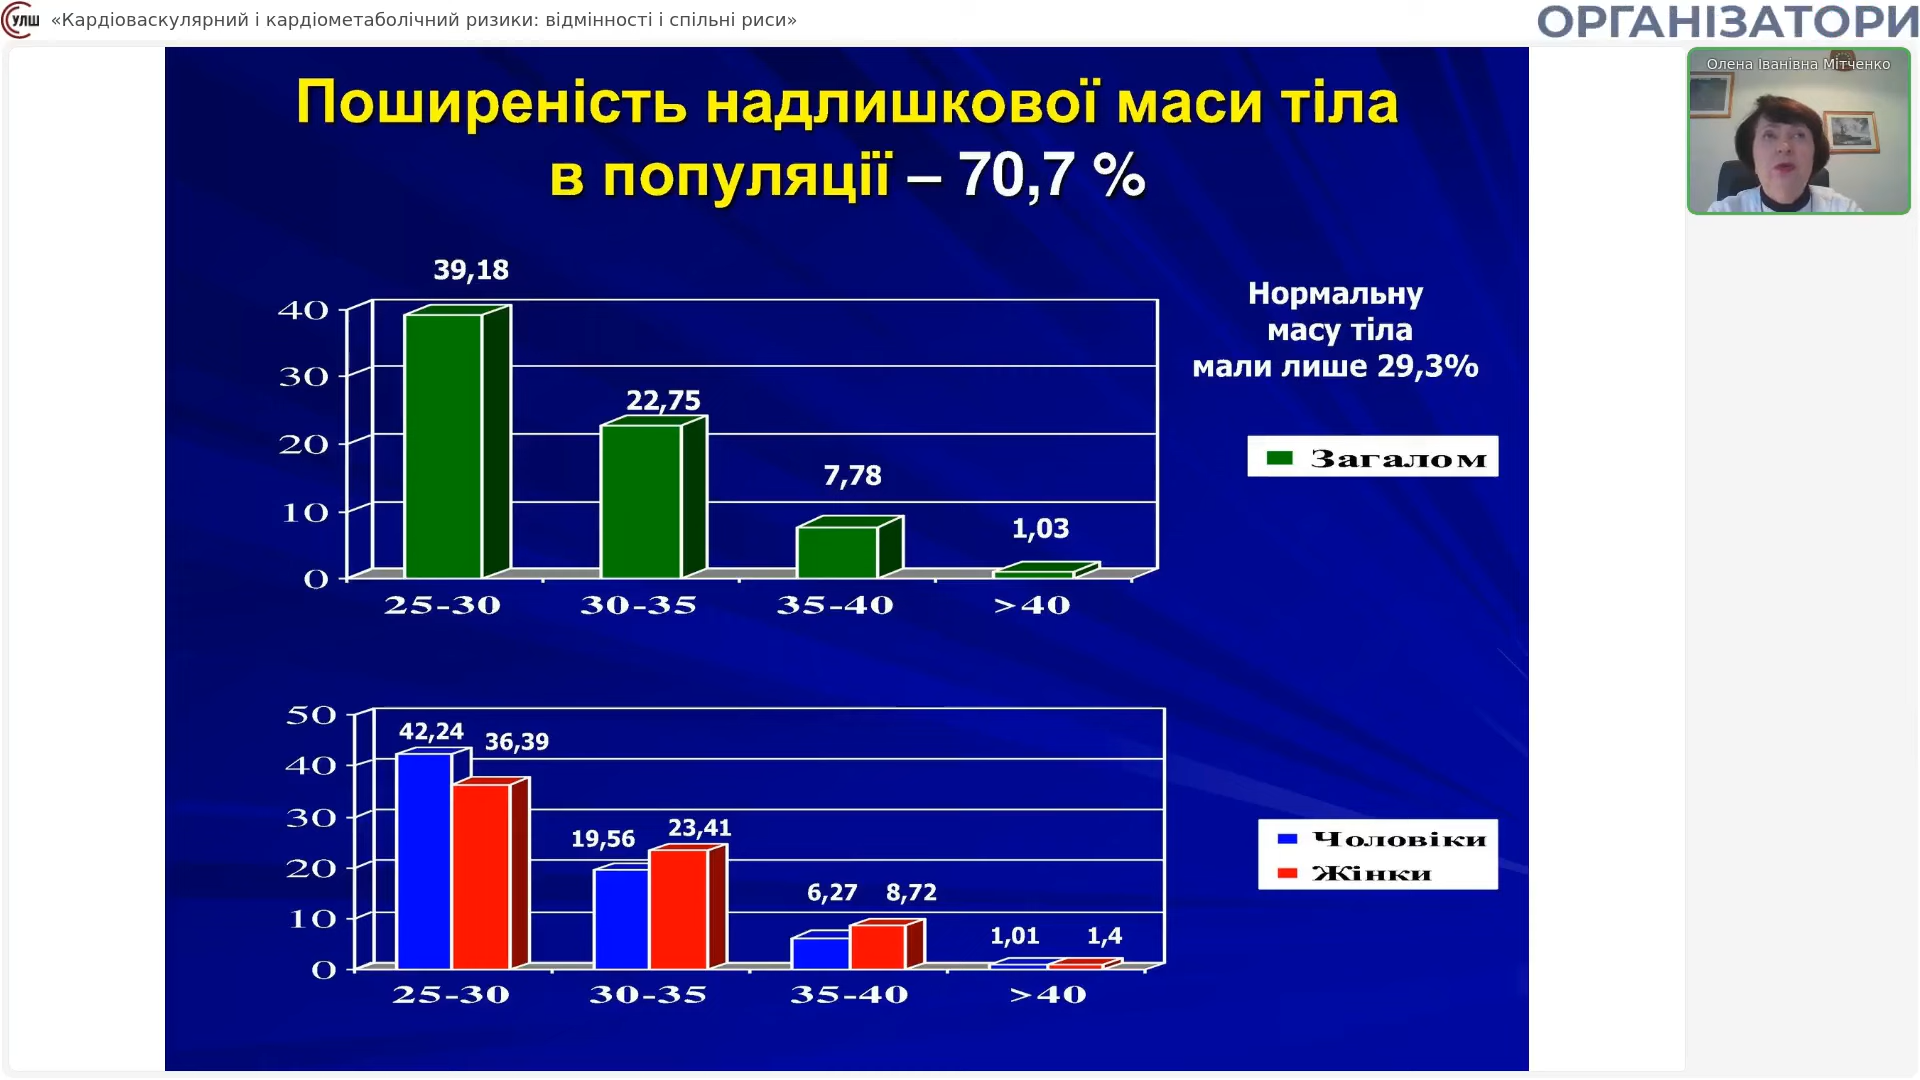 УЛШ
«Кардіоваскулярний і кардіометаболічний ризики: відмінності і спільні риси»
ОРГАНІЗАТОРИ
Олена Іванівна Мітченко
Поширеність надлишкової маси тіла
в популяції – 70,7 %
39,18
22,75
7,78
1,03
40
30
20
10
0
25-30
30-35
35-40
>40
Нормальну
масу тіла
мали лише 29,3%
Загалом
42,24
36,39
19,56
23,41
6,27
8,72
1,01
1,4
50
40
30
20
10
0
25-30
30-35
35-40
>40
Чоловіки
Жінки